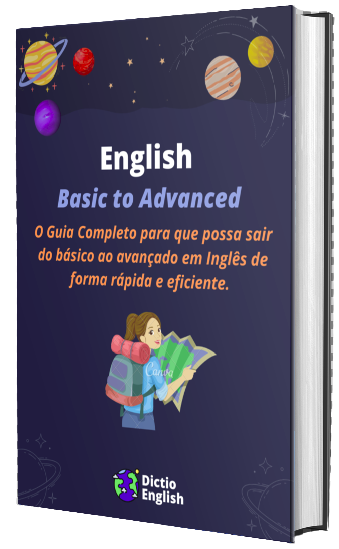 English
Basic to Advanced
O Guia Completo para que possa sair
do básico ao avançado em Inglês de
forma rápida e eficiente.
Canva
Dictio
English